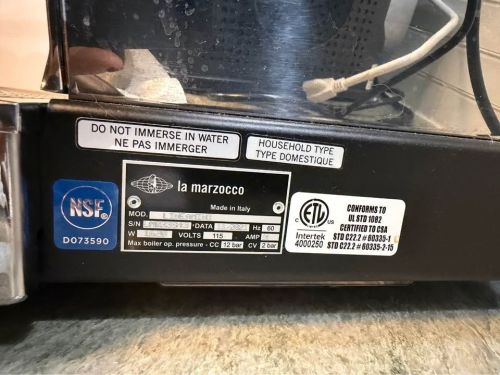 DO NOT IMMERSE IN WATER
NE PAS IMMERGER
HOUSEHOLD TYPE
TYPE DOMESTIQUE
la marzocco
Made in Italy
MOD.
S/N DATA Hz 60
W VOLTS 115 AMP
Max boiler op. pressure - CC 12 bar CV 2 bar
NSF.
D073590
C ETL US
LISTED
Intertek
4000250
CONFORMS TO
UL STD 1082
CERTIFIED TO CSA
STD C22.2 # 60335-1
STD C22.2 # 60335-2-15